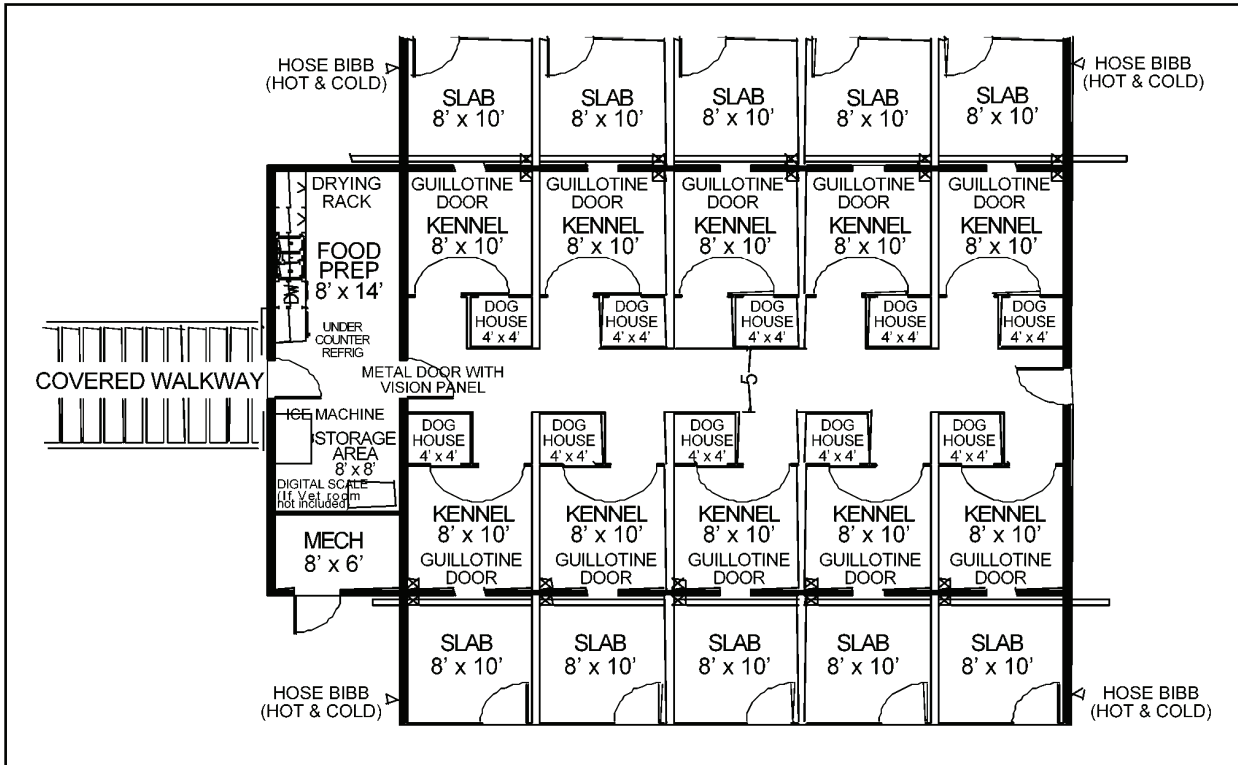 HOSE BIBB
(HOT & COLD)
HOSE BIBB
(HOT & COLD)
SLAB
8' x 10'
SLAB
8' x 10'
SLAB
8' x 10'
SLAB
8' x 10'
SLAB
8' x 10'
DRYING
RACK
GUILLOTINE
DOOR
GUILLOTINE
DOOR
GUILLOTINE
DOOR
GUILLOTINE
DOOR
GUILLOTINE
DOOR
KENNEL
8' x 10'
KENNEL
8' x 10'
KENNEL
8' x 10'
KENNEL
8' x 10'
KENNEL
8' x 10'
FOOD
PREP
8' x 14'
DW
UNDER
COUNTER
REFRIG
DOG
HOUSE
4' x 4'
DOG
HOUSE
4' x 4'
DOG
HOUSE
4' x 4'
DOG
HOUSE
4' x 4'
DOG
HOUSE
4' x 4'
COVERED WALKWAY
METAL DOOR WITH
VISION PANEL
5
ICE MACHINE
STORAGE
AREA
8' x 8'
DIGITAL SCALE
(If Vet room
not included)
DOG
HOUSE
4' x 4'
DOG
HOUSE
4' x 4'
DOG
HOUSE
4' x 4'
DOG
HOUSE
4' x 4'
DOG
HOUSE
4' x 4'
MECH
8' x 6'
KENNEL
8' x 10'
KENNEL
8' x 10'
KENNEL
8' x 10'
KENNEL
8' x 10'
KENNEL
8' x 10'
GUILLOTINE
DOOR
GUILLOTINE
DOOR
GUILLOTINE
DOOR
GUILLOTINE
DOOR
GUILLOTINE
DOOR
SLAB
8' x 10'
SLAB
8' x 10'
SLAB
8' x 10'
SLAB
8' x 10'
SLAB
8' x 10'
HOSE BIBB
(HOT & COLD)
HOSE BIBB
(HOT & COLD)